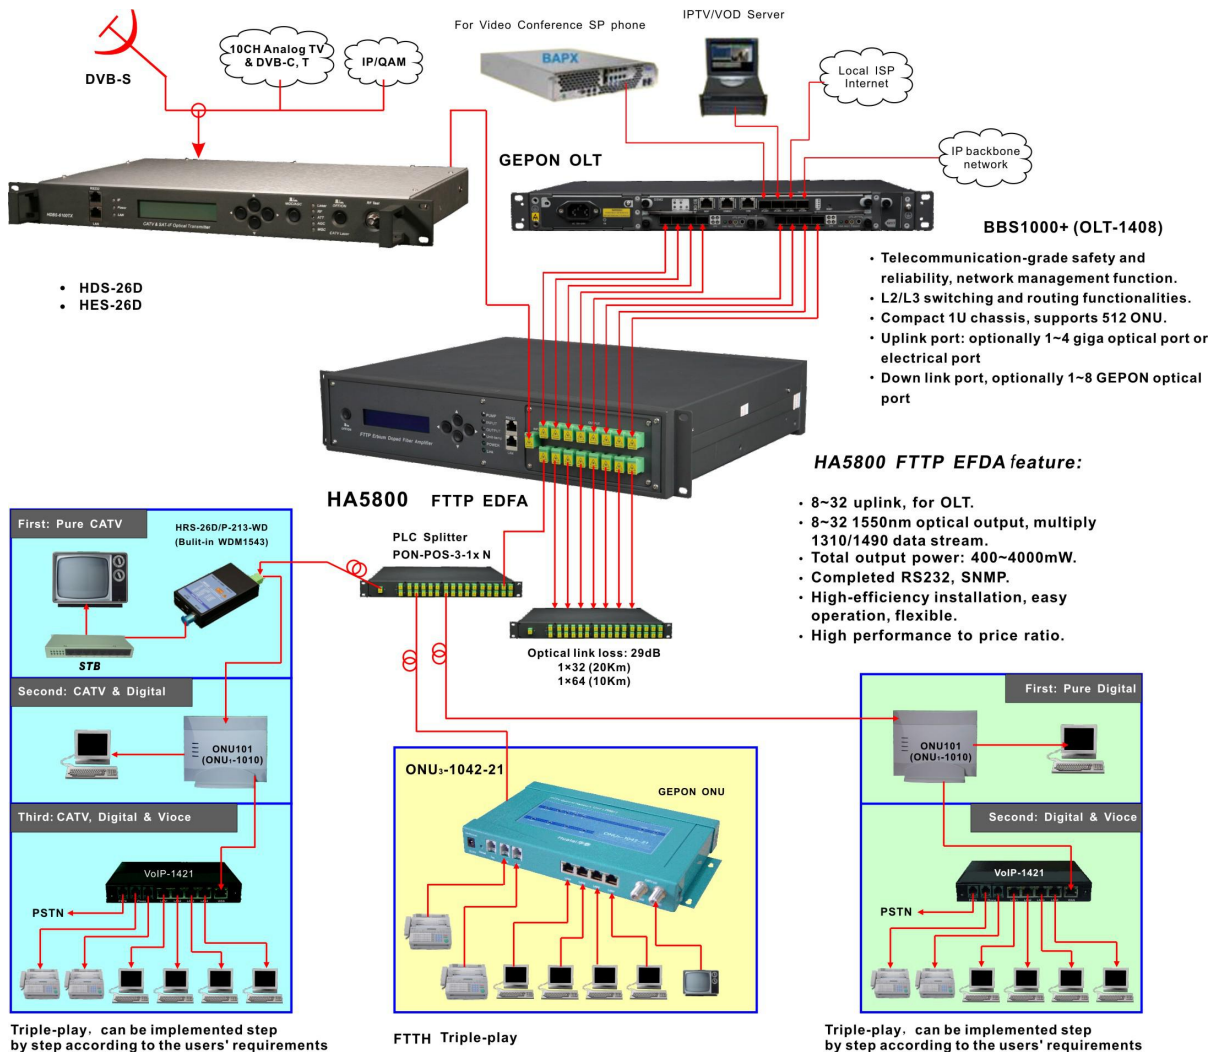 For Video Conference SP phone
IPTV/VOD Server
10CH Analog TV
& DVB-C, T
IP/QAM
BAPX
DVB-S
Local ISP
Internet
GEPON OLT
IP backbone
network
CATV & SAT-IF Optical Transmitter
BBS1000+ (OLT-1408)
• Telecommunication-grade safety and
reliability, network management function.
• L2/L3 switching and routing functionalities.
• Compact 1U chassis, supports 512 ONU.
• Uplink port: optionally 1~4 giga optical port or
electrical port
• Down link port, optionally 1~8 GEPON optical
port
• HDS-26D
• HES-26D
FTTP Erbium Doped Fiber Amplifier
HA5800 FTTP EDFA
HA5800 FTTP EFDA feature:
• 8~32 uplink, for OLT.
• 8~32 1550nm optical output, multiply
1310/1490 data stream.
• Total output power: 400~4000mW.
• Completed RS232, SNMP.
• High-efficiency installation, easy
operation, flexible.
• High performance to price ratio.
First: Pure CATV
HRS-26D/P-213-WD
(Bulit-in WDM1543)
STB
PLC Splitter
PON-POS-3-1x N
Optical link loss: 29dB
1×32 (20Km)
1×64 (10Km)
Second: CATV & Digital
ONU101
(ONU₁-1010)
Third: CATV, Digital & Vioce
VoIP-1421
PSTN
Triple-play, can be implemented step
by step according to the users' requirements
ONU₃-1042-21
GEPON ONU
FTTH Triple-play
First: Pure Digital
ONU101
(ONU₁-1010)
Second: Digital & Vioce
VoIP-1421
PSTN
Triple-play, can be implemented step
by step according to the users' requirements